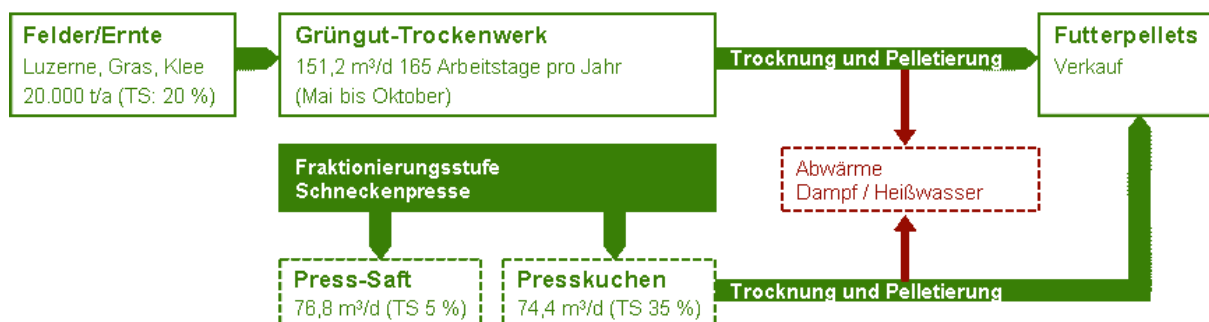 Felder/Ernte
Luzerne, Gras, Klee
20.000 t/a (TS: 20 %)
Grüngut-Trockenwerk
151,2 m³/d 165 Arbeitstage pro Jahr
(Mai bis Oktober)
Trocknung und Pelletierung
Futterpellets
Verkauf
Fraktionierungsstufe
Schneckenpresse
Abwärme
Dampf / Heißwasser
Press-Saft
76,8 m³/d (TS 5 %)
Presskuchen
74,4 m³/d (TS 35 %)
Trocknung und Pelletierung